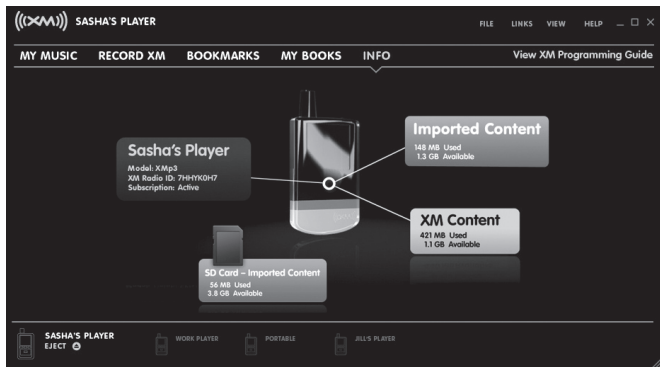 ((XM)) SASHA'S PLAYER
FILE LINKS VIEW HELP
MY MUSIC RECORD XM BOOKMARKS MY BOOKS INFO View XM Programming Guide
Sasha's Player
Model: XMp3
XM Radio ID: 7HHYK0H7
Subscription: Active
Imported Content
148 MB Used
1.3 GB Available
XM Content
421 MB Used
1.1 GB Available
SD Card – Imported Content
56 MB Used
3.8 GB Available
SASHA'S PLAYER
EJECT
WORK PLAYER
PORTABLE
JILL'S PLAYER